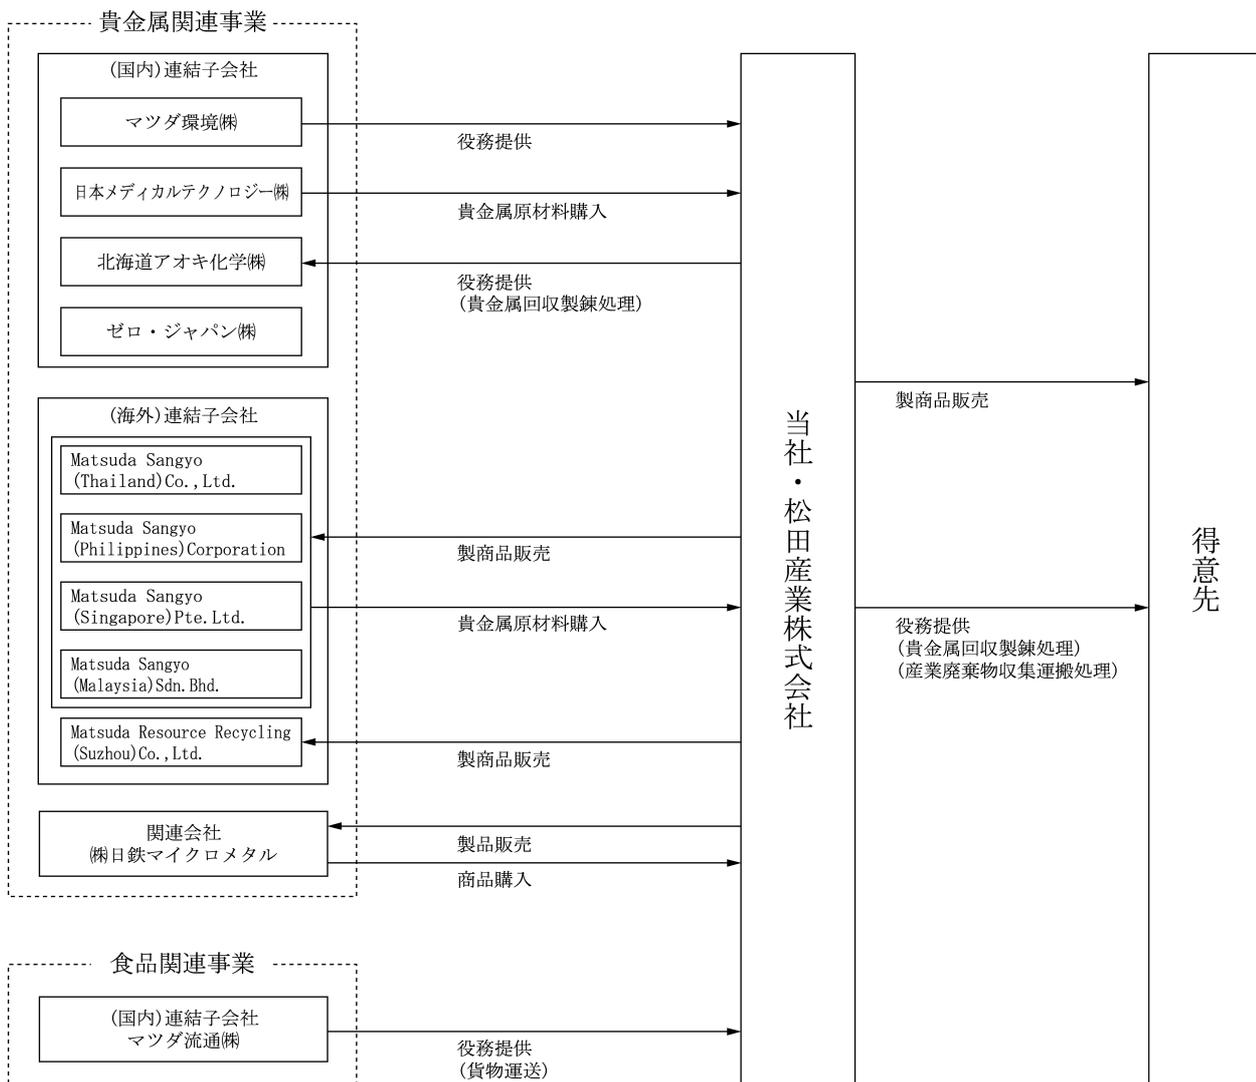 貴金属関連事業
(国内)連結子会社
マツダ環境㈱
役務提供
日本メディカルテクノロジー㈱
貴金属原材料購入
北海道アオキ化学㈱
役務提供
(貴金属回収製錬処理)
ゼロ・ジャパン㈱
(海外)連結子会社
Matsuda Sangyo
(Thailand)Co.,Ltd.
Matsuda Sangyo
(Philippines)Corporation
製商品販売
Matsuda Sangyo
(Singapore)Pte.Ltd.
貴金属原材料購入
Matsuda Sangyo
(Malaysia)Sdn.Bhd.
Matsuda Resource Recycling
(Suzhou)Co.,Ltd.
製商品販売
関連会社
㈱日鉄マイクロメタル
製品販売
商品購入
食品関連事業
(国内)連結子会社
マツダ流通㈱
役務提供
(貨物運送)
当社・松田産業株式会社
製商品販売
役務提供
(貴金属回収製錬処理)
(産業廃棄物収集運搬処理)
得意先